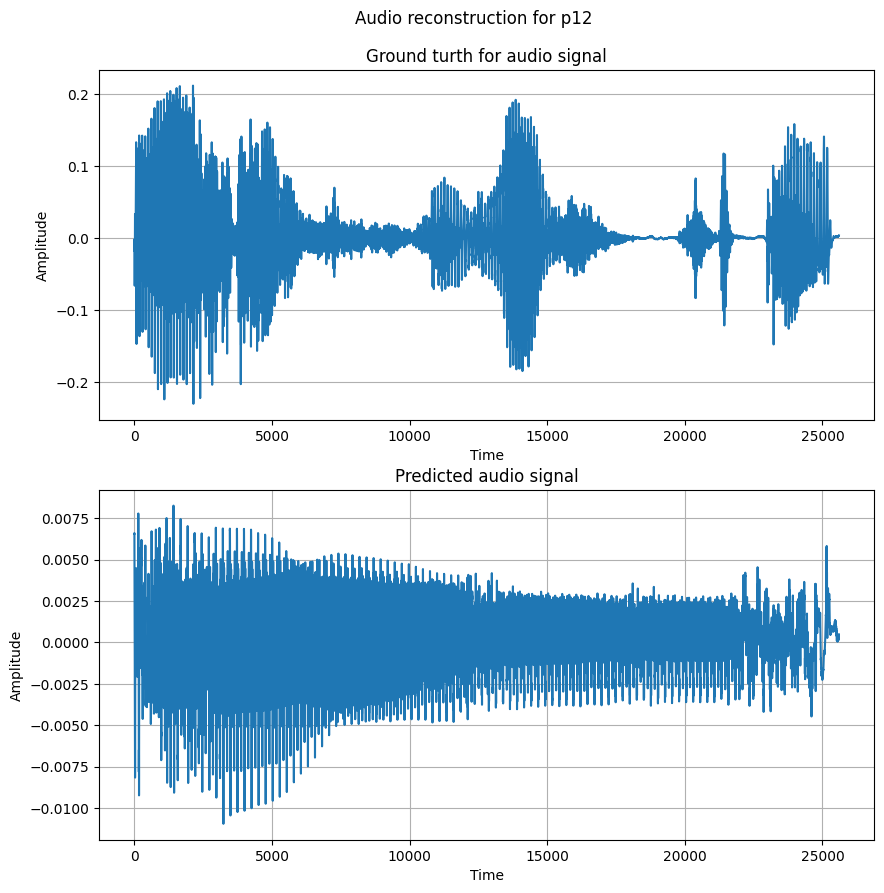 Audio reconstruction for p12
Ground turth for audio signal
0.2
0.1
0.0
−0.1
−0.2
Amplitude
0 5000 10000 15000 20000 25000
Time
Predicted audio signal
0.0075
0.0050
0.0025
0.0000
−0.0025
−0.0050
−0.0075
−0.0100
Amplitude
0 5000 10000 15000 20000 25000
Time